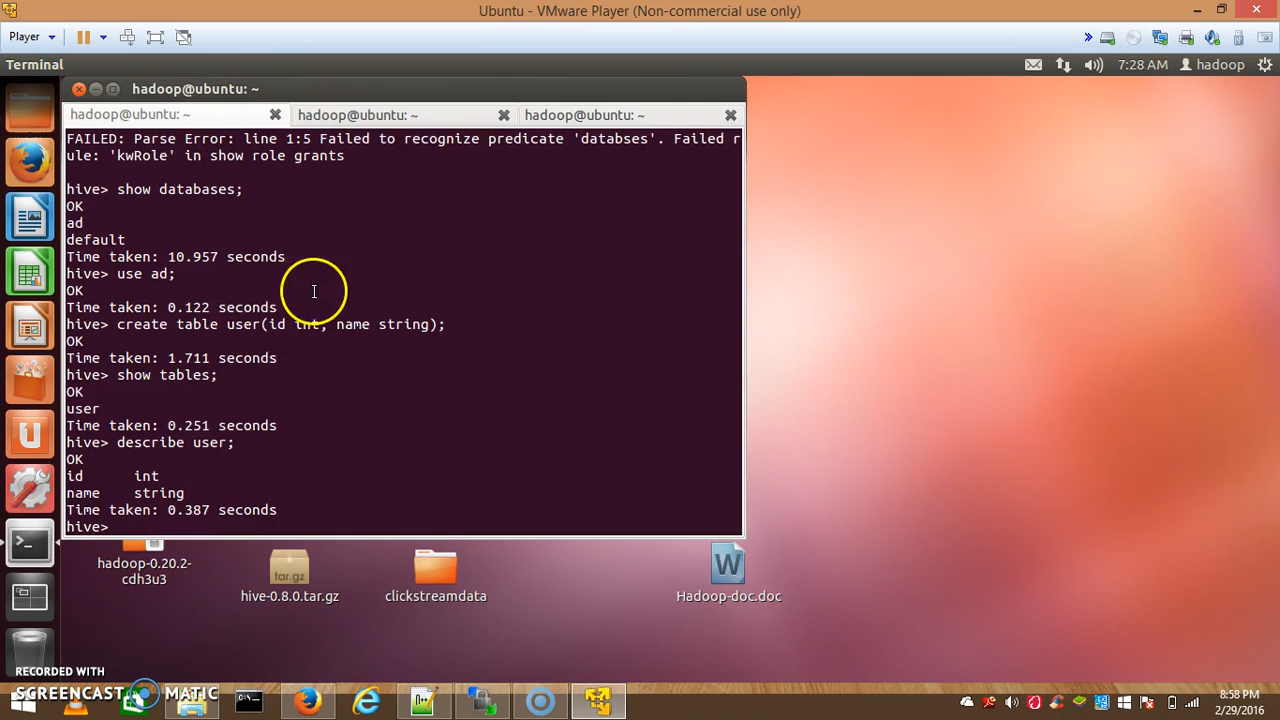 Ubuntu - VMware Player (Non-commercial use only)
Player
Terminal
7:28 AM
hadoop
hadoop@ubuntu: ~
hadoop@ubuntu: ~
hadoop@ubuntu: ~
hadoop@ubuntu: ~
FAILED: Parse Error: line 1:5 Failed to recognize predicate 'databses'. Failed r
ule: 'kwRole' in show role grants
hive> show databases;
OK
ad
default
Time taken: 10.957 seconds
hive> use ad;
OK
Time taken: 0.122 seconds
hive> create table user(id int, name string);
OK
Time taken: 1.711 seconds
hive> show tables;
OK
user
Time taken: 0.251 seconds
hive> describe user;
OK
id int
name string
Time taken: 0.387 seconds
hive>
hadoop-0.20.2-
cdh3u3
tar.gz
hive-0.8.0.tar.gz
clickstreamdata
W
Hadoop-doc.doc
RECORDED WITH
SCREENCAST MATIC
8:58 PM
2/29/2016